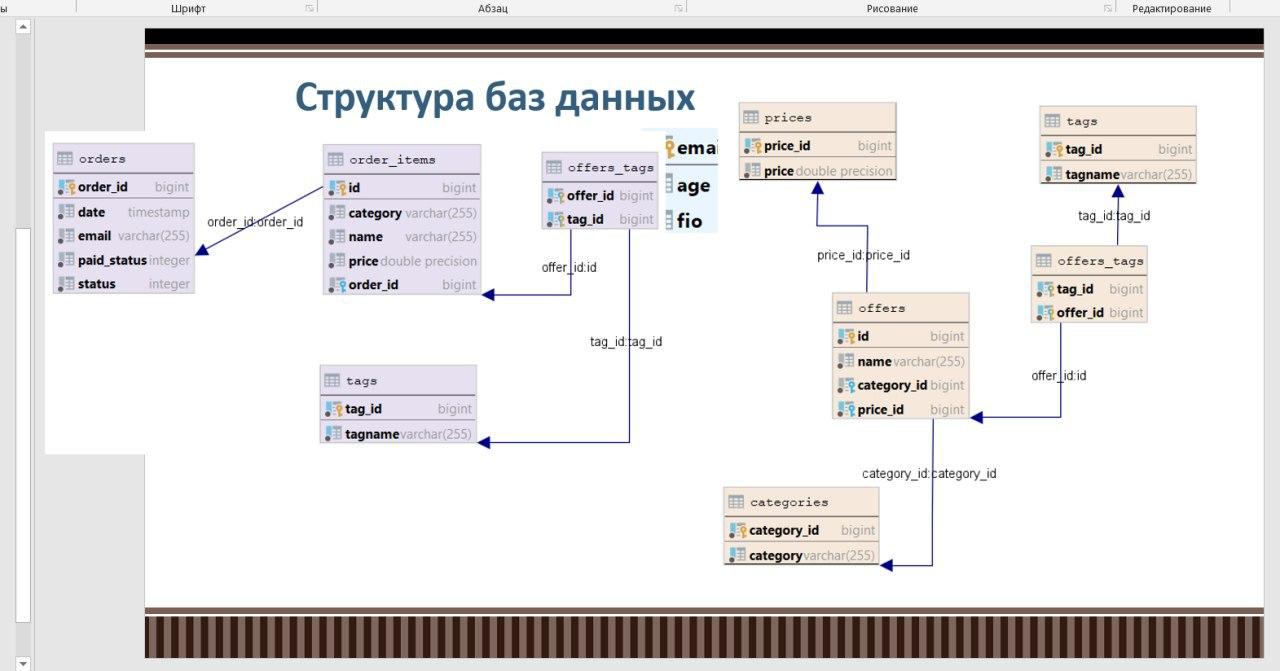 Шрифт
Абзац
Рисование
Редактирование
Структура баз данных
orders
order_id bigint
date timestamp
email varchar(255)
paid_status integer
status integer
order_id:order_id
order_items
id bigint
category varchar(255)
name varchar(255)
price double precision
order_id bigint
offers_tags
offer_id bigint
tag_id bigint
offer_id:id
tag_id:tag_id
tags
tag_id bigint
tagname varchar(255)
age
fio
prices
price_id bigint
price double precision
price_id:price_id
offers
id bigint
name varchar(255)
category_id bigint
price_id bigint
category_id:category_id
categories
category_id bigint
category varchar(255)
tags
tag_id bigint
tagname varchar(255)
tag_id:tag_id
offers_tags
tag_id bigint
offer_id bigint
offer_id:id